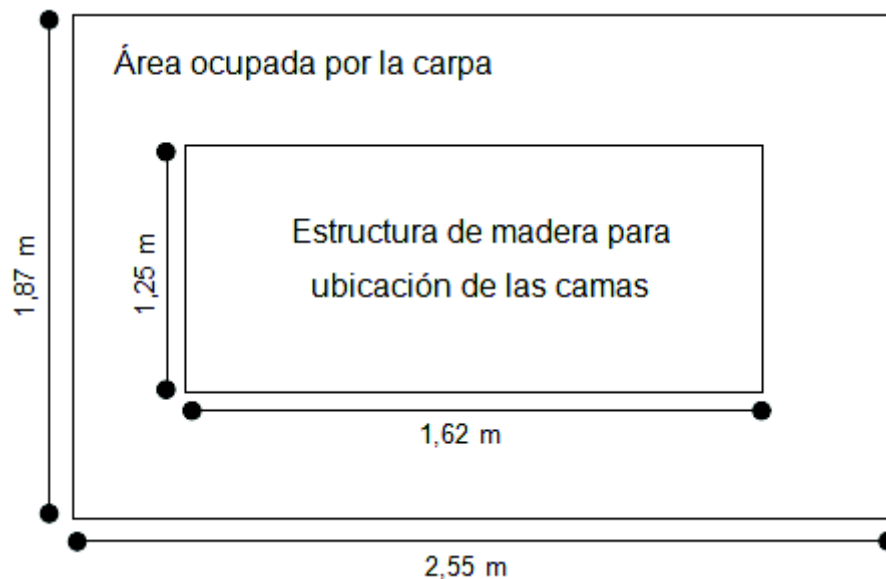 Área ocupada por la carpa
Estructura de madera para
ubicación de las camas
1,87 m
1,25 m
1,62 m
2,55 m